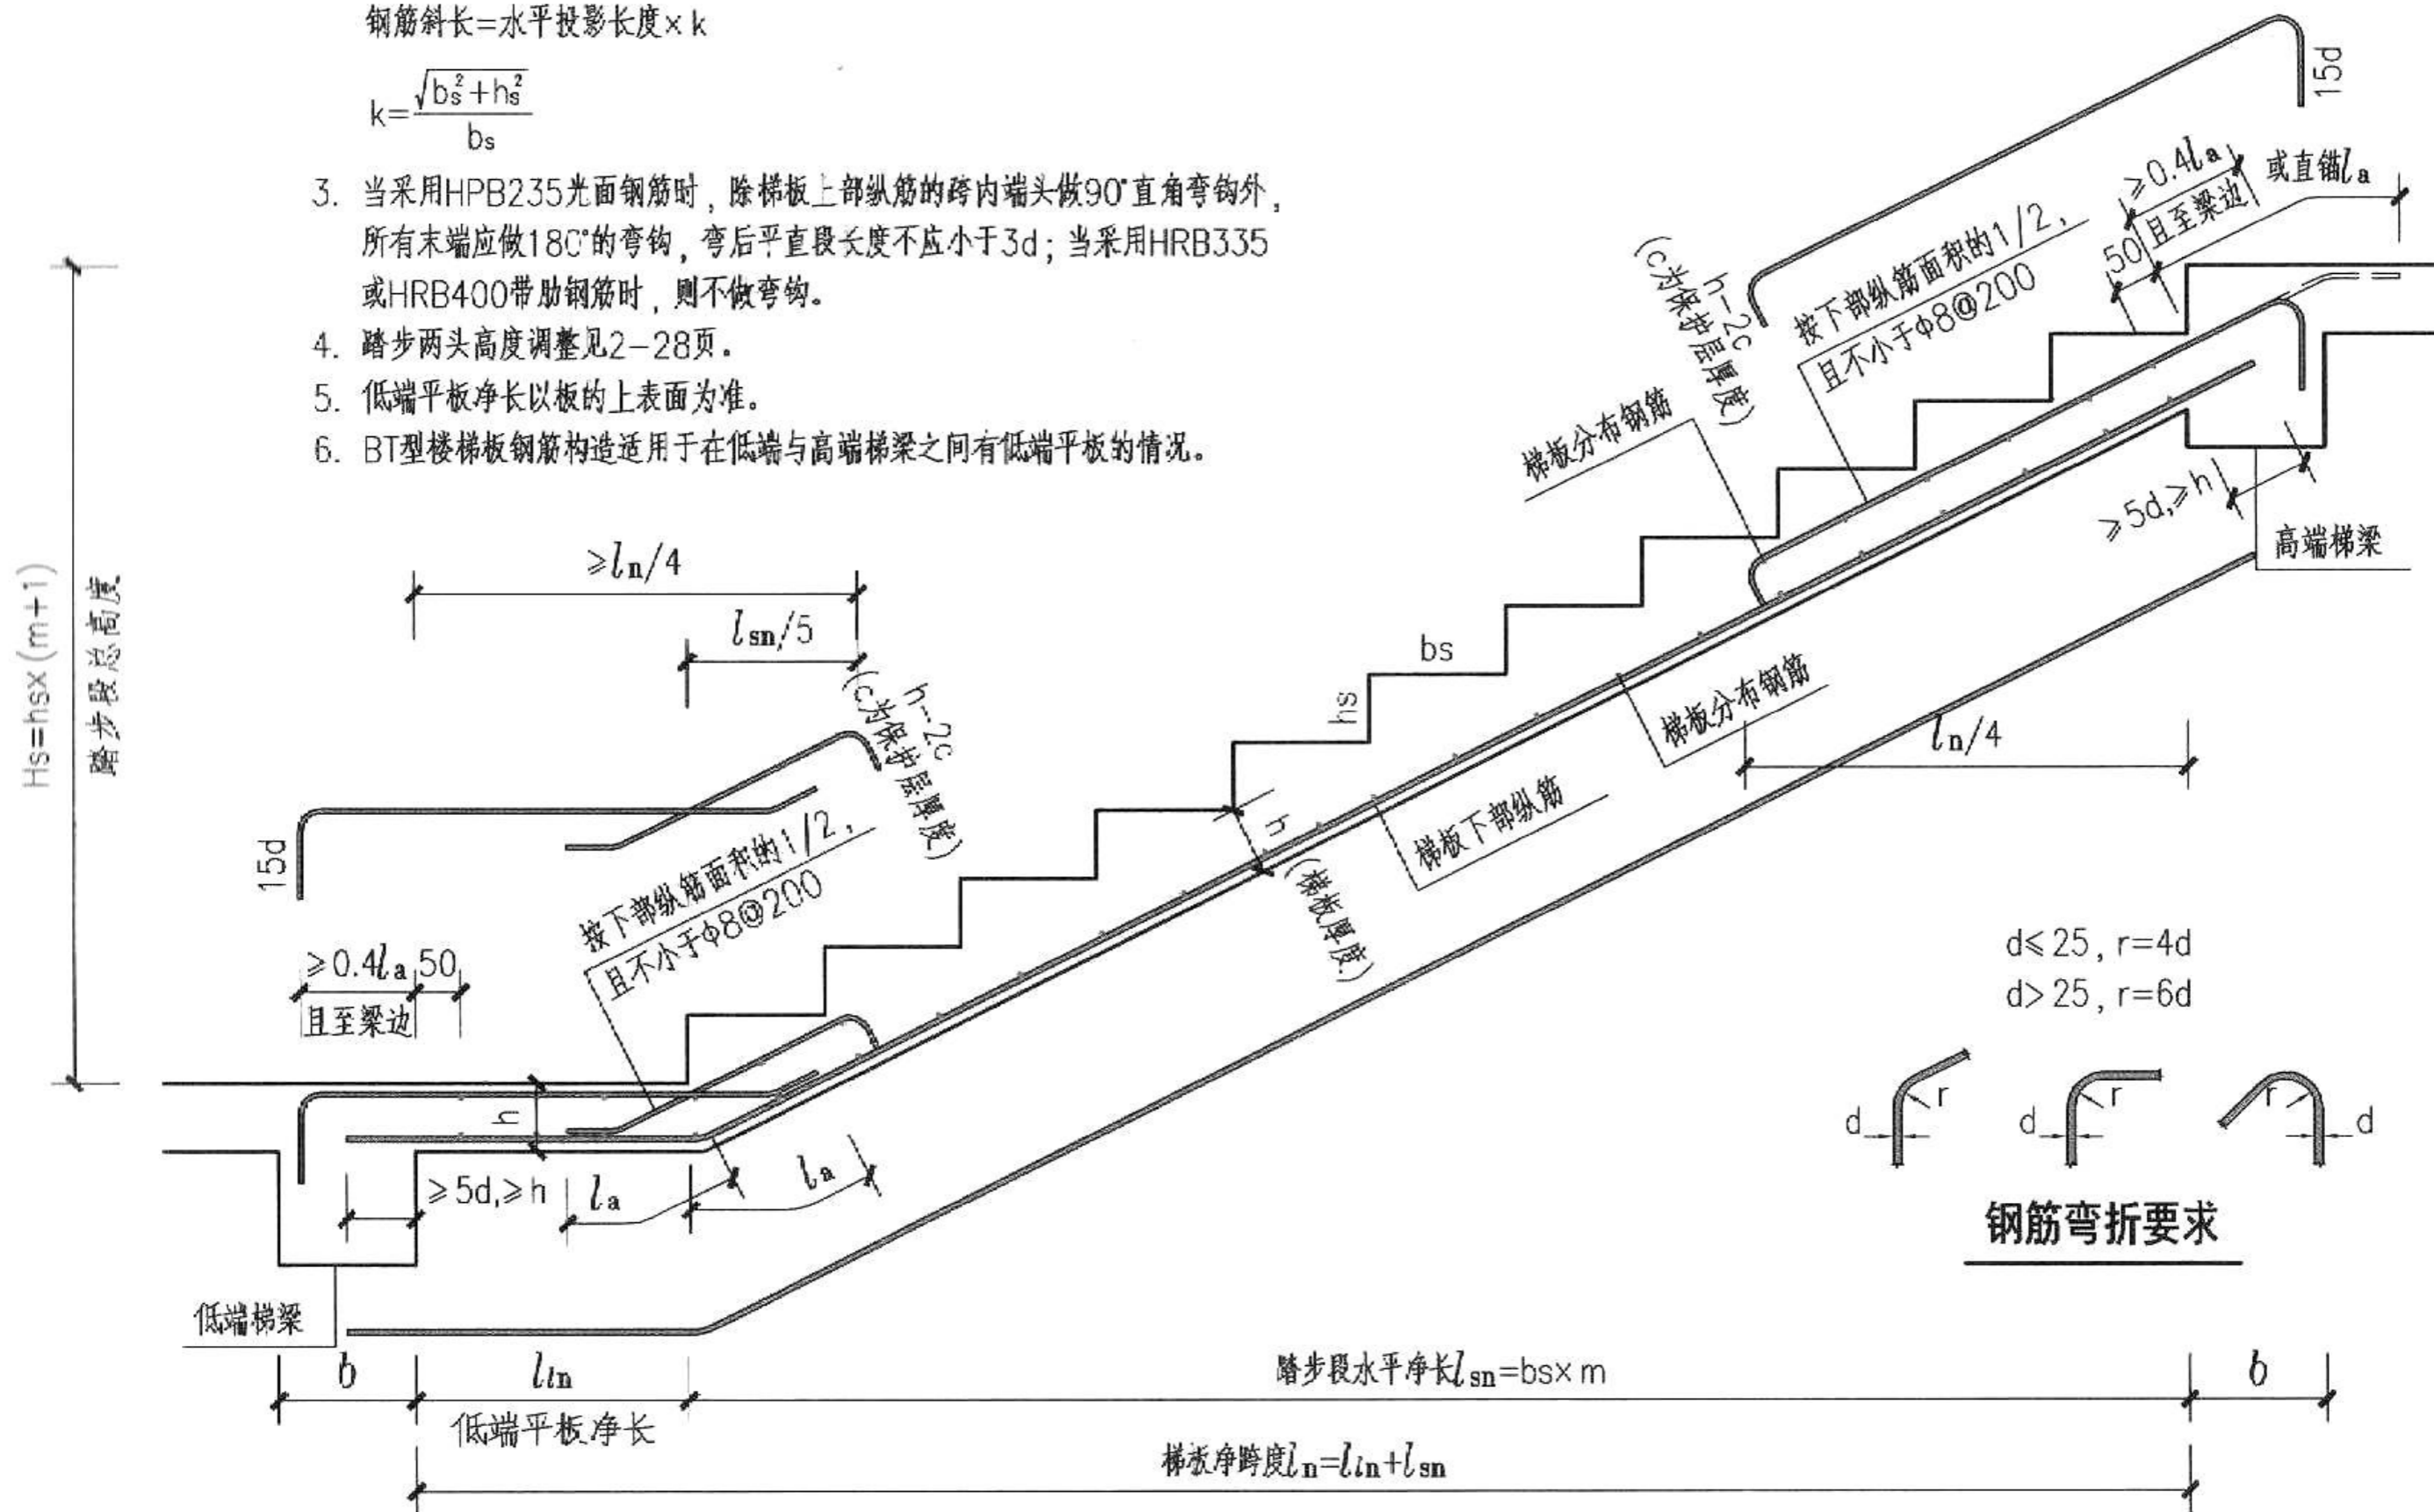 钢筋斜长=水平投影长度×k
k=√(bs²+hs²)/bs
3. 当采用HPB235光面钢筋时，除梯板上部纵筋的跨内端头做90°直角弯钩外，
所有末端应做180°的弯钩，弯后平直段长度不应小于3d；当采用HRB335
或HRB400带肋钢筋时，则不做弯钩。
4. 踏步两头高度调整见2-28页。
5. 低端平板净长以板的上表面为准。
6. BT型楼梯板钢筋构造适用于在低端与高端梯梁之间有低端平板的情况。
15d
≥0.4la
且至梁边
或直锚la
50
h-2c
(c为保护层厚度)
按下部纵筋面积的1/2，
且不小于Φ8@200
梯板分布钢筋
≥5d,≥h
高端梯梁
Hs=hs×(m+1)
踏步段总高度
≥ln/4
lsn/5
h-2c
(c为保护层厚度)
bs
hs
梯板分布钢筋
ln/4
梯板下部纵筋
h
(梯板厚度)
15d
按下部纵筋面积的1/2，
且不小于Φ8@200
≥0.4la
50
且至梁边
h
≥5d,≥h
la
la
d≤25, r=4d
d>25, r=6d
d
r
d
r
r
d
钢筋弯折要求
低端梯梁
b
lln
低端平板净长
踏步段水平净长lsn=bs×m
b
梯板净跨度ln=lln+lsn